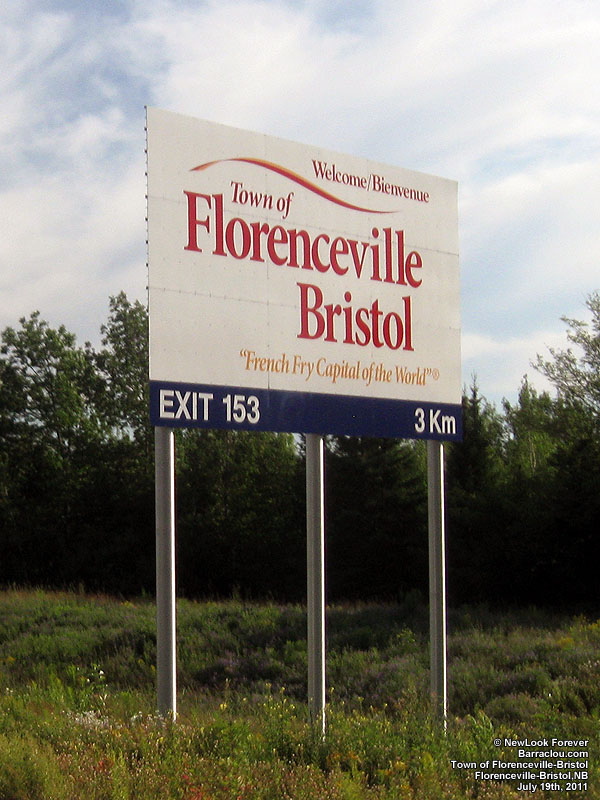 Welcome/Bienvenue
Town of
Florenceville
Bristol
"French Fry Capital of the World"®
EXIT 153 3 Km
© NewLook Forever
Barraclou.com
Town of Florenceville-Bristol
Florenceville-Bristol,NB
July 19th, 2011